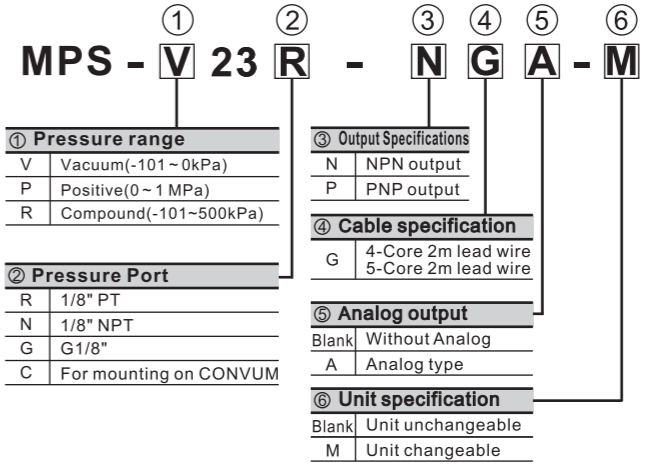 ① ② ③ ④ ⑤ ⑥
MPS - V 23 R - N G A - M
① Pressure range
V Vacuum(-101 ~ 0kPa)
P Positive(0 ~ 1 MPa)
R Compound(-101~500kPa)
② Pressure Port
R 1/8" PT
N 1/8" NPT
G G1/8"
C For mounting on CONVUM
③ Output Specifications
N NPN output
P PNP output
④ Cable specification
G 4-Core 2m lead wire
5-Core 2m lead wire
⑤ Analog output
Blank Without Analog
A Analog type
⑥ Unit specification
Blank Unit unchangeable
M Unit changeable